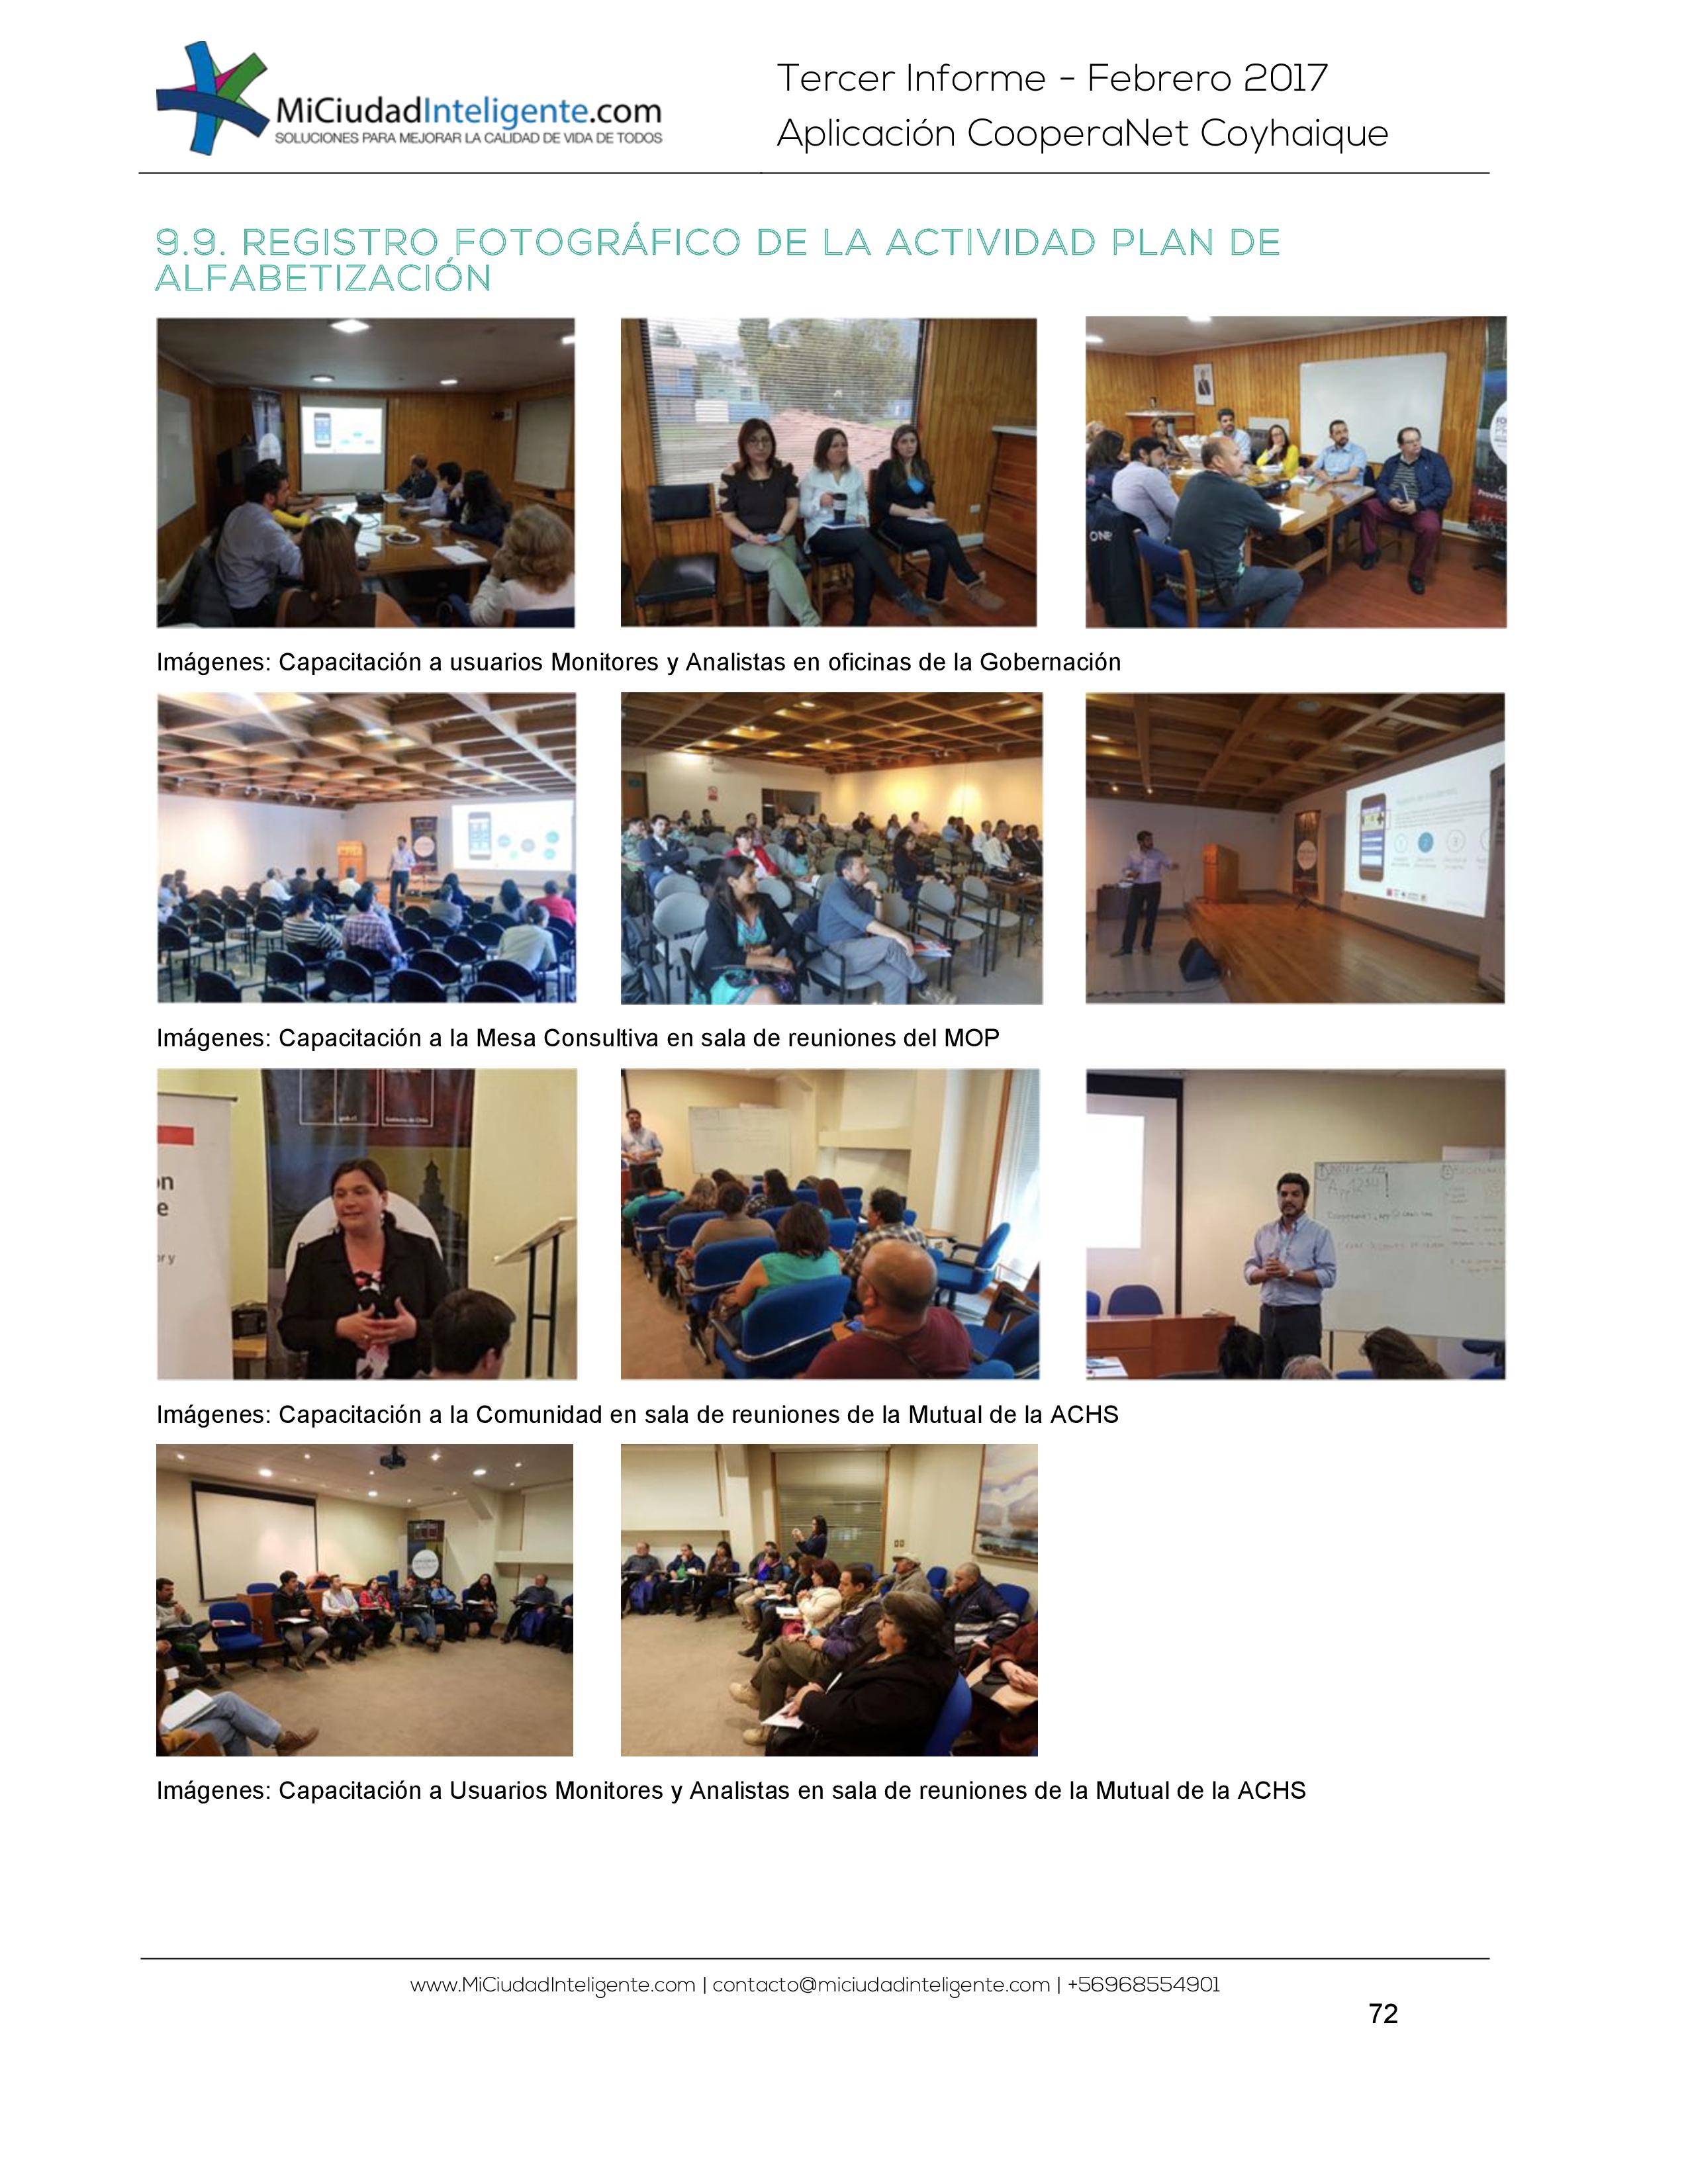 MiCiudadInteligente.com
SOLUCIONES PARA MEJORAR LA CALIDAD DE VIDA DE TODOS
Tercer Informe - Febrero 2017
Aplicación CooperaNet Coyhaique
9.9. REGISTRO FOTOGRÁFICO DE LA ACTIVIDAD PLAN DE
ALFABETIZACIÓN
Imágenes: Capacitación a usuarios Monitores y Analistas en oficinas de la Gobernación
Imágenes: Capacitación a la Mesa Consultiva en sala de reuniones del MOP
Imágenes: Capacitación a la Comunidad en sala de reuniones de la Mutual de la ACHS
Imágenes: Capacitación a Usuarios Monitores y Analistas en sala de reuniones de la Mutual de la ACHS
www.MiCiudadInteligente.com | contacto@miciudadinteligente.com | +56968554901
72